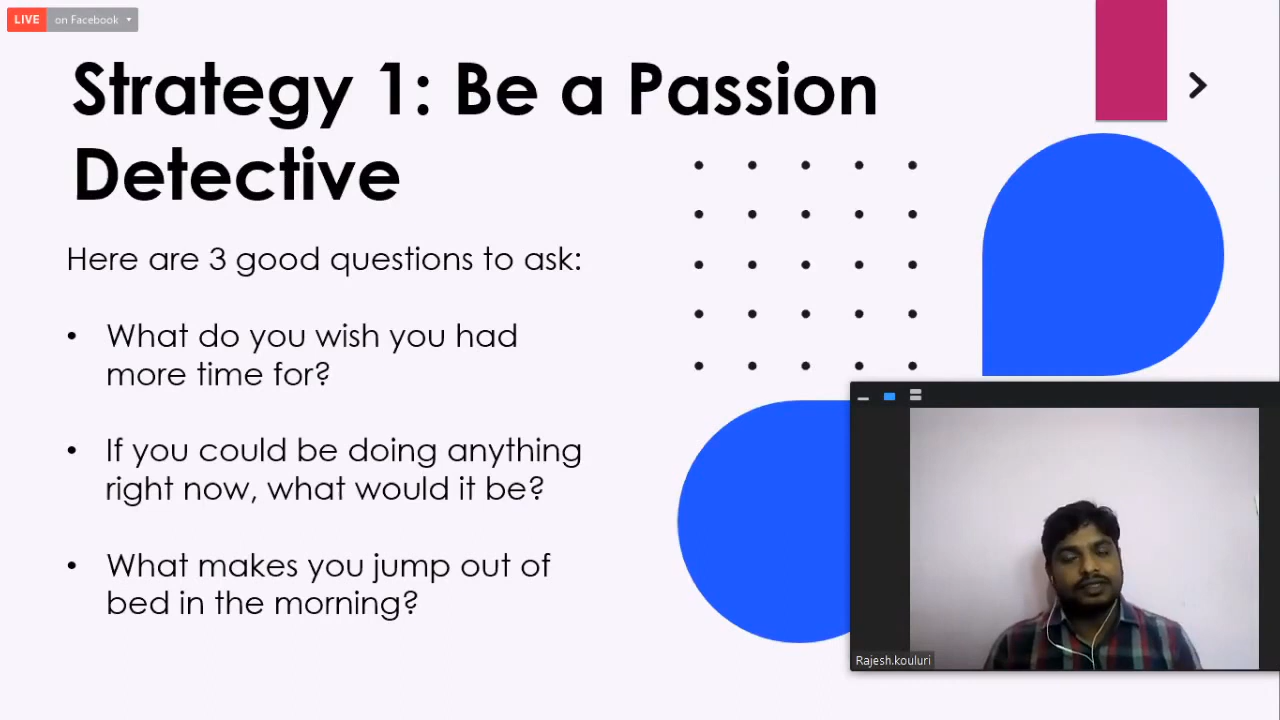 LIVE on Facebook
Strategy 1: Be a Passion
Detective
Here are 3 good questions to ask:
• What do you wish you had
more time for?
• If you could be doing anything
right now, what would it be?
• What makes you jump out of
bed in the morning?
Rajesh.kouluri